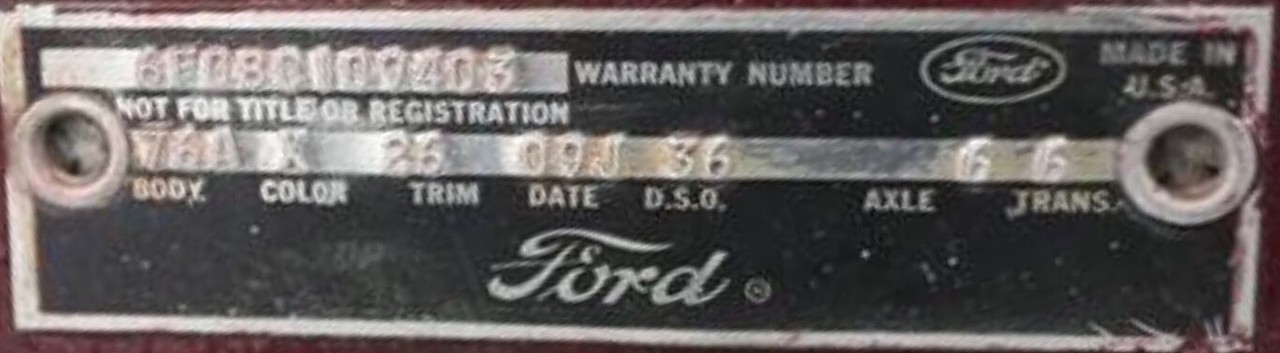 WARRANTY NUMBER Ford MADE IN
U.S.A.
NOT FOR TITLE OR REGISTRATION
76A X 26 09J 36 6 6
BODY. COLOR TRIM DATE D.S.O. AXLE TRANS.
Ford ®